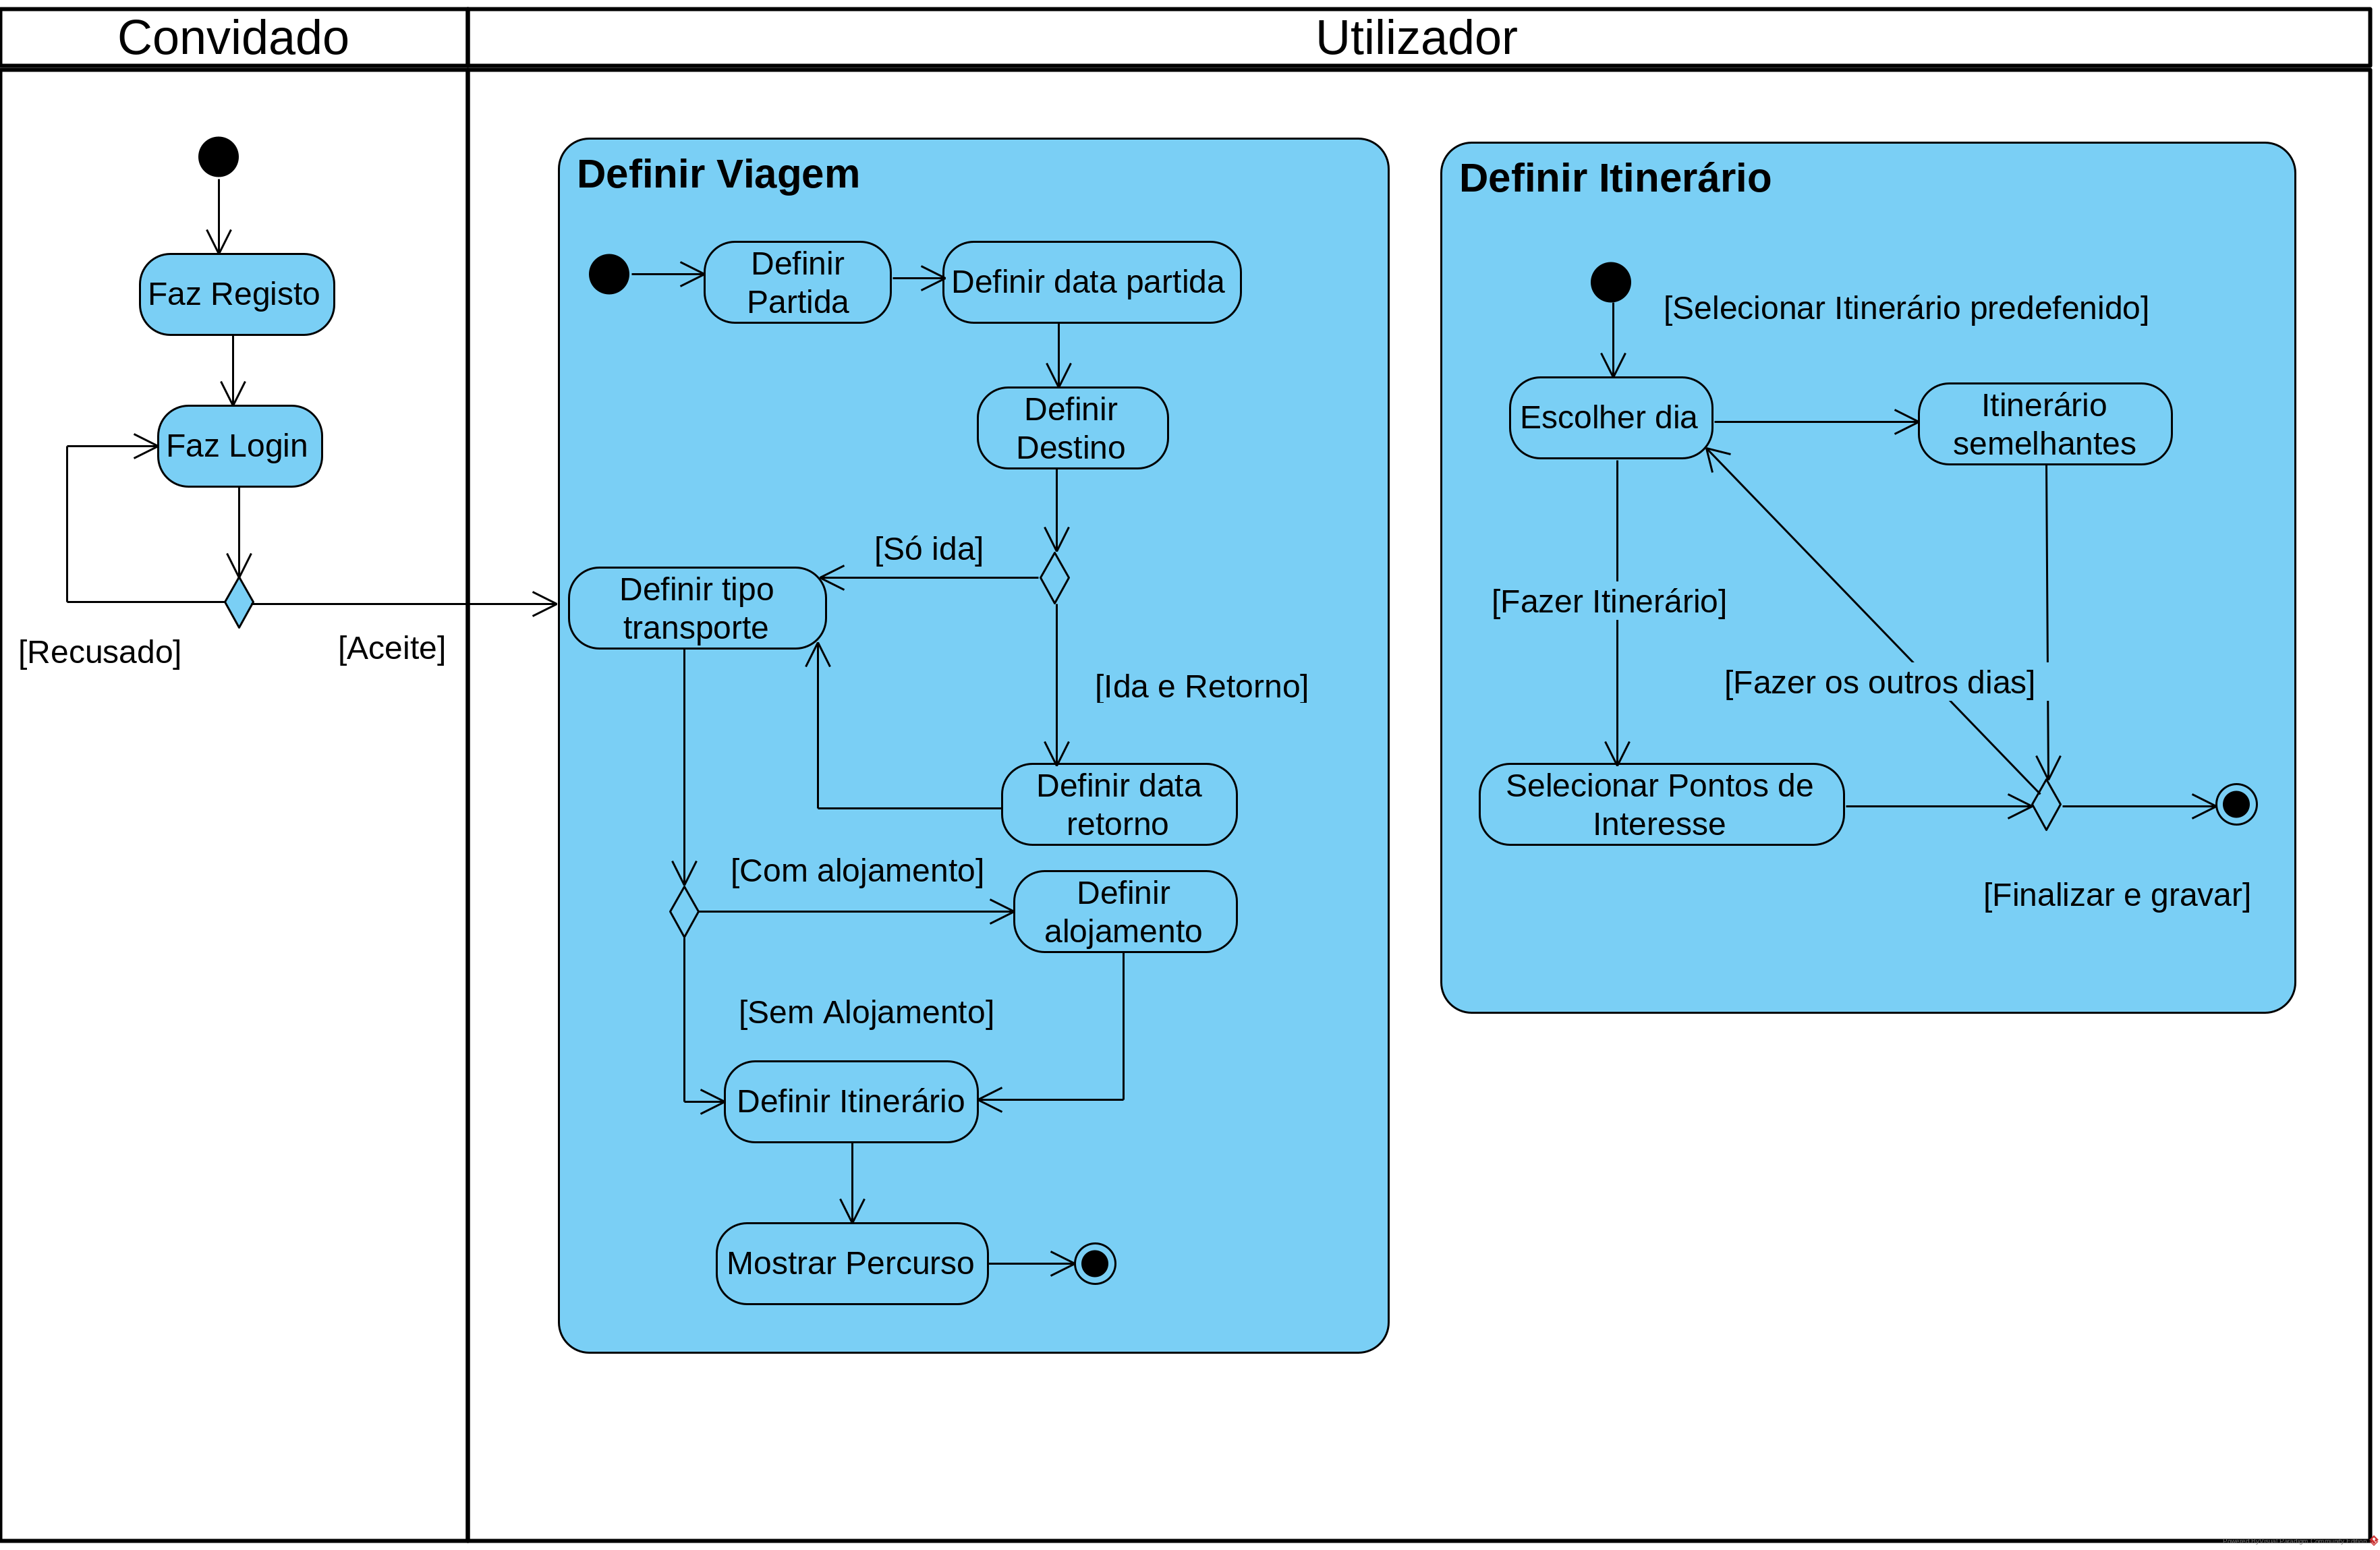 Convidado
Utilizador
Faz Registo
Faz Login
[Recusado]
[Aceite]
Definir Viagem
Definir
Partida
Definir data partida
Definir
Destino
[Só ida]
Definir tipo
transporte
[Ida e Retorno]
Definir data
retorno
[Com alojamento]
Definir
alojamento
[Sem Alojamento]
Definir Itinerário
Mostrar Percurso
Definir Itinerário
[Selecionar Itinerário predefenido]
Escolher dia
Itinerário
semelhantes
[Fazer Itinerário]
[Fazer os outros dias]
Selecionar Pontos de
Interesse
[Finalizar e gravar]